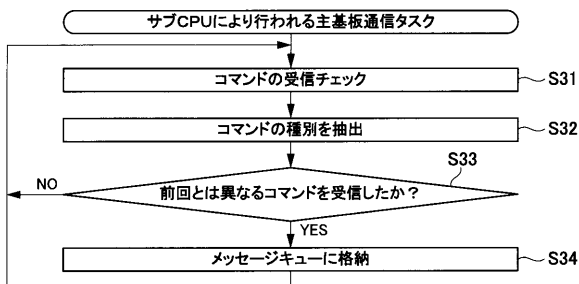 サブCPUにより行われる主基板通信タスク
コマンドの受信チェック
S31
コマンドの種別を抽出
S32
S33
前回とは異なるコマンドを受信したか?
NO
YES
メッセージキューに格納
S34